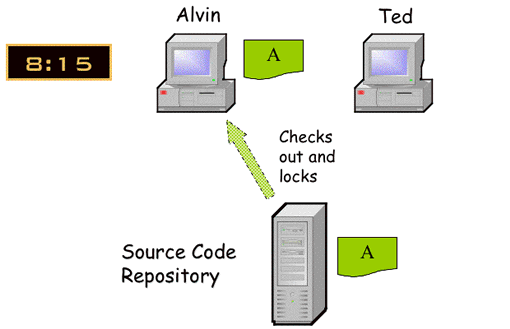 Alvin
Ted
8:15
A
Checks
out and
locks
Source Code
Repository
A